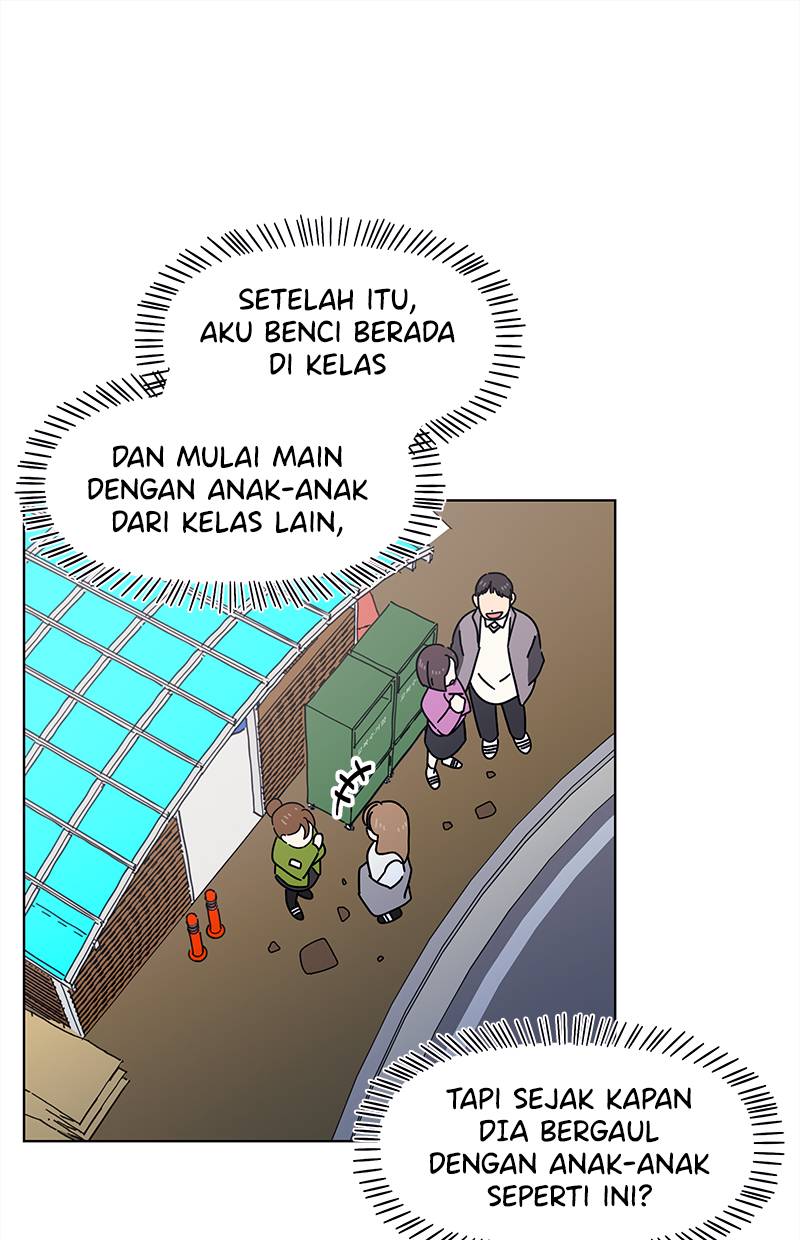 SETELAH ITU,
AKU BENCI BERADA
DI KELAS
DAN MULAI MAIN
DENGAN ANAK-ANAK
DARI KELAS LAIN,
TAPI SEJAK KAPAN
DIA BERGAUL
DENGAN ANAK-ANAK
SEPERTI INI?